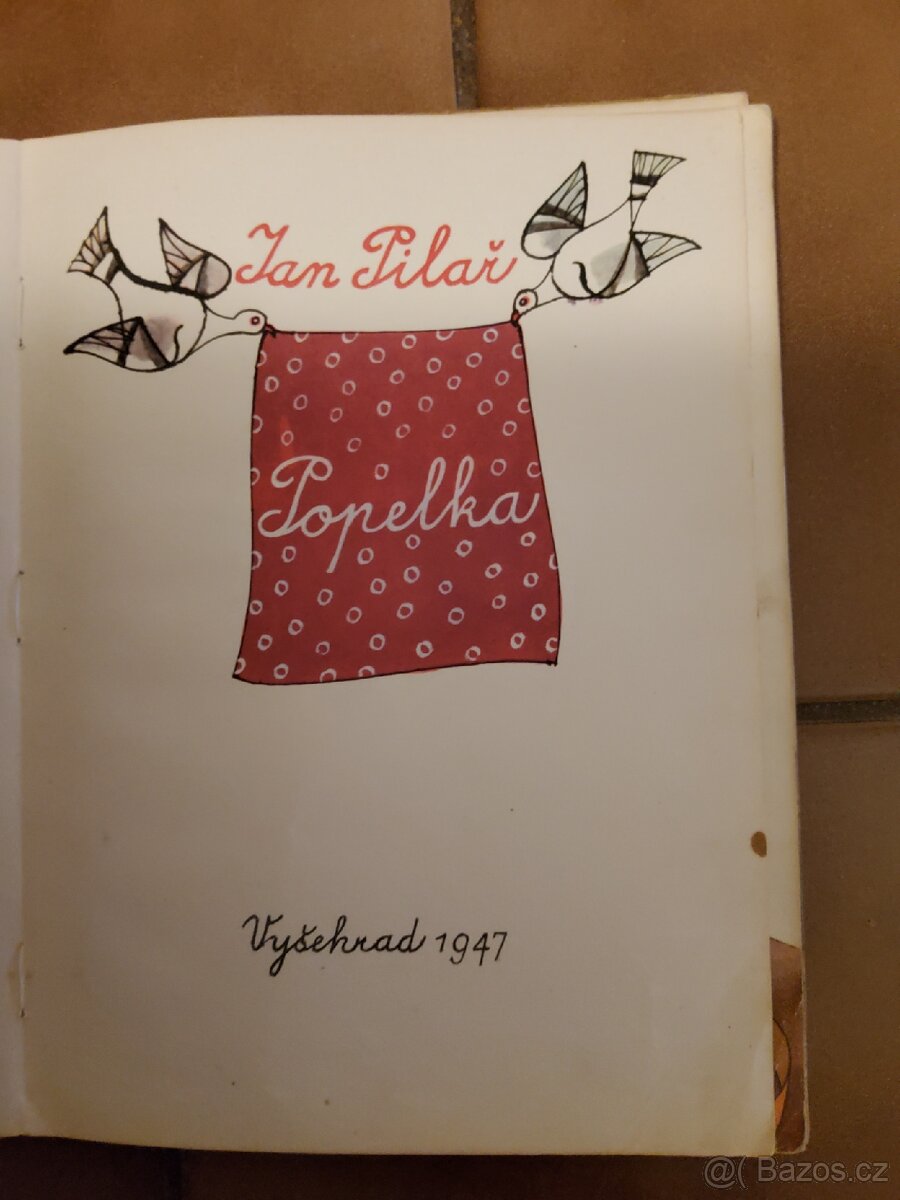 Jan Pilař
Popelka
Vyšehrad 1947
@( Bazos.cz